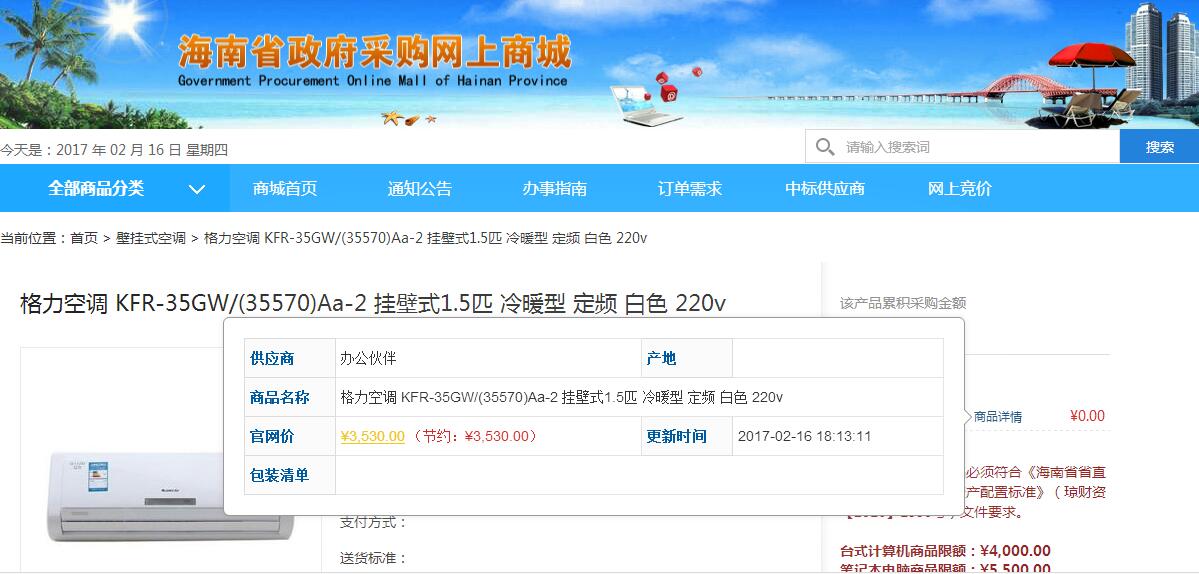 海南省政府采购网上商城
Government Procurement Online Mall of Hainan Province
今天是：2017 年 02 月 16 日 星期四
请输入搜索词
搜索
全部商品分类 商城首页 通知公告 办事指南 订单需求 中标供应商 网上竞价
当前位置：首页 > 壁挂式空调 > 格力空调 KFR-35GW/(35570)Aa-2 挂壁式1.5匹 冷暖型 定频 白色 220v
格力空调 KFR-35GW/(35570)Aa-2 挂壁式1.5匹 冷暖型 定频 白色 220v
该产品累积采购金额
供应商 办公伙伴 产地
商品名称 格力空调 KFR-35GW/(35570)Aa-2 挂壁式1.5匹 冷暖型 定频 白色 220v
官网价 ¥3,530.00（节约：¥3,530.00） 更新时间 2017-02-16 18:13:11
包装清单
商品详情 ¥0.00
必须符合《海南省省直
产配置标准》（琼财资
文件要求。
支付方式：
送货标准：
台式计算机商品限额：¥4,000.00
笔记本电脑商品限额：¥5,500.00